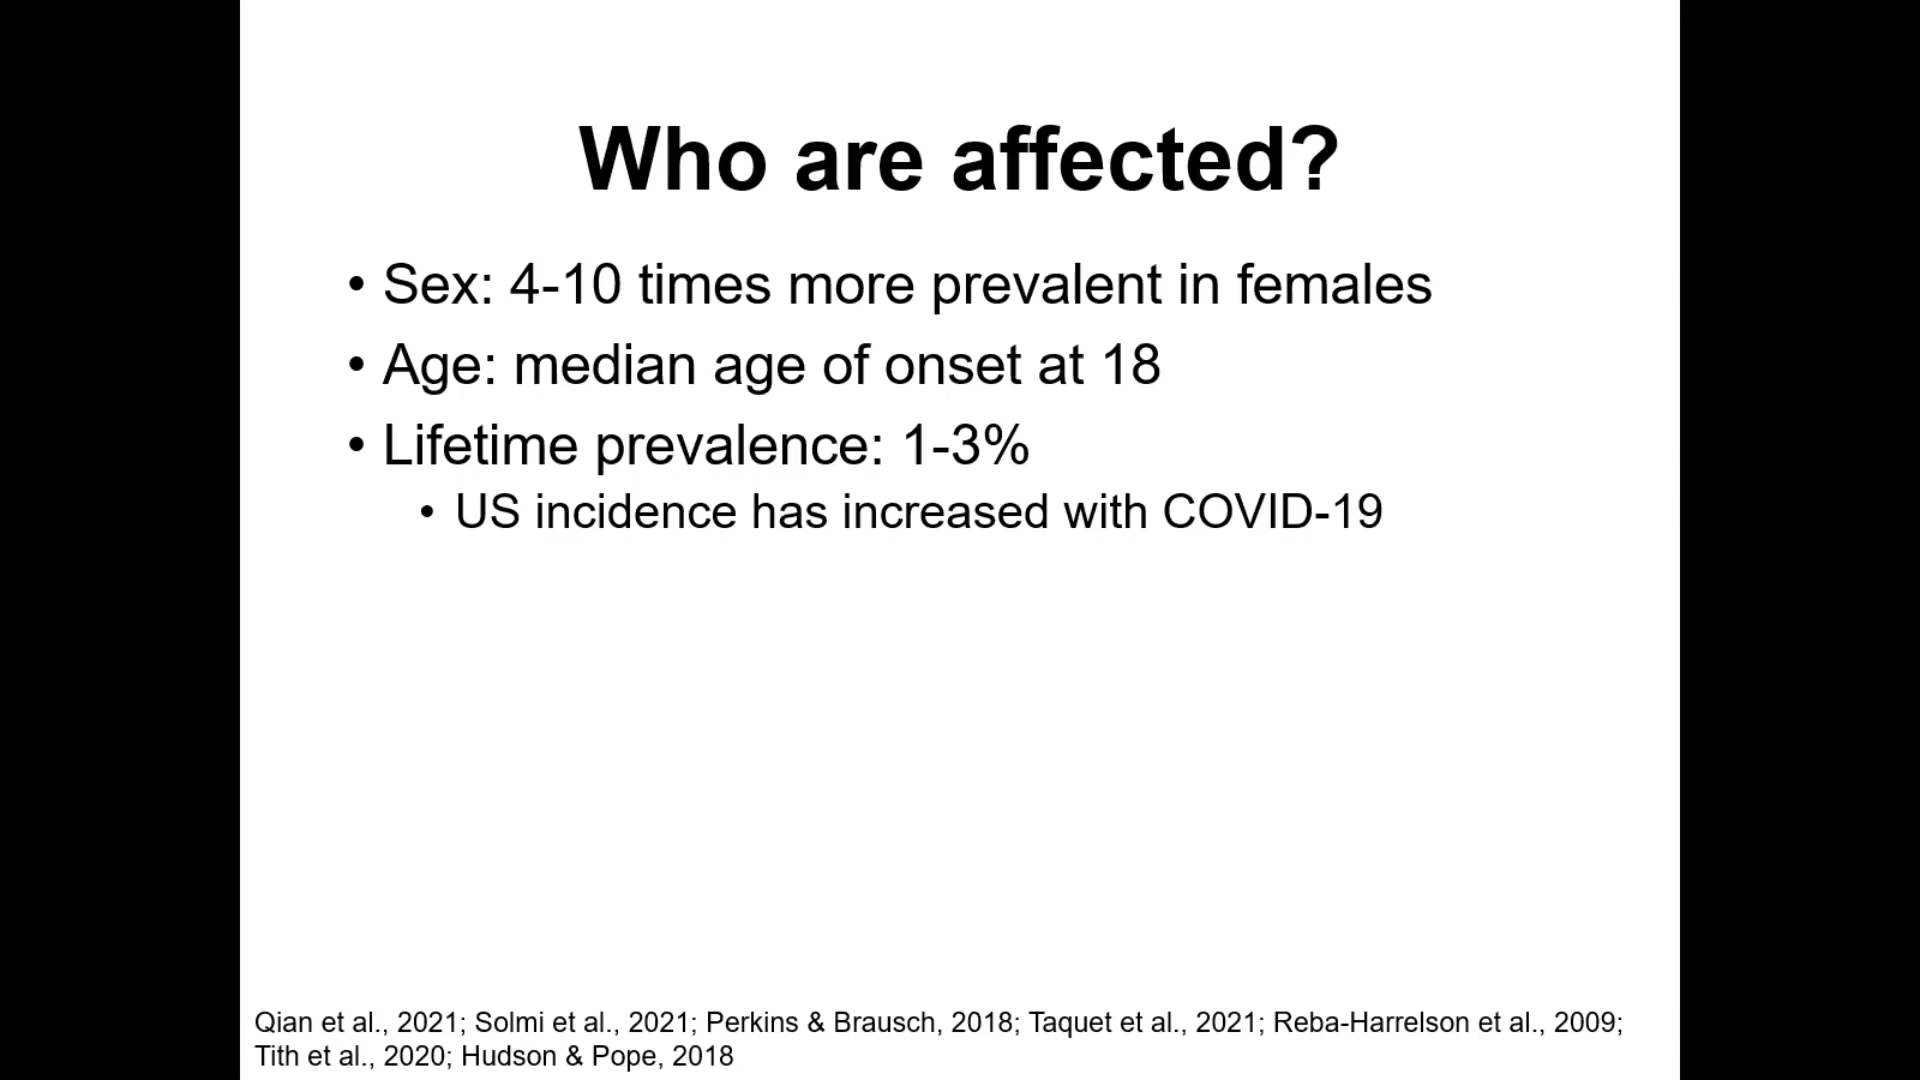 Who are affected?
• Sex: 4-10 times more prevalent in females
• Age: median age of onset at 18
• Lifetime prevalence: 1-3%
• US incidence has increased with COVID-19
Qian et al., 2021; Solmi et al., 2021; Perkins & Brausch, 2018; Taquet et al., 2021; Reba-Harrelson et al., 2009;
Tith et al., 2020; Hudson & Pope, 2018